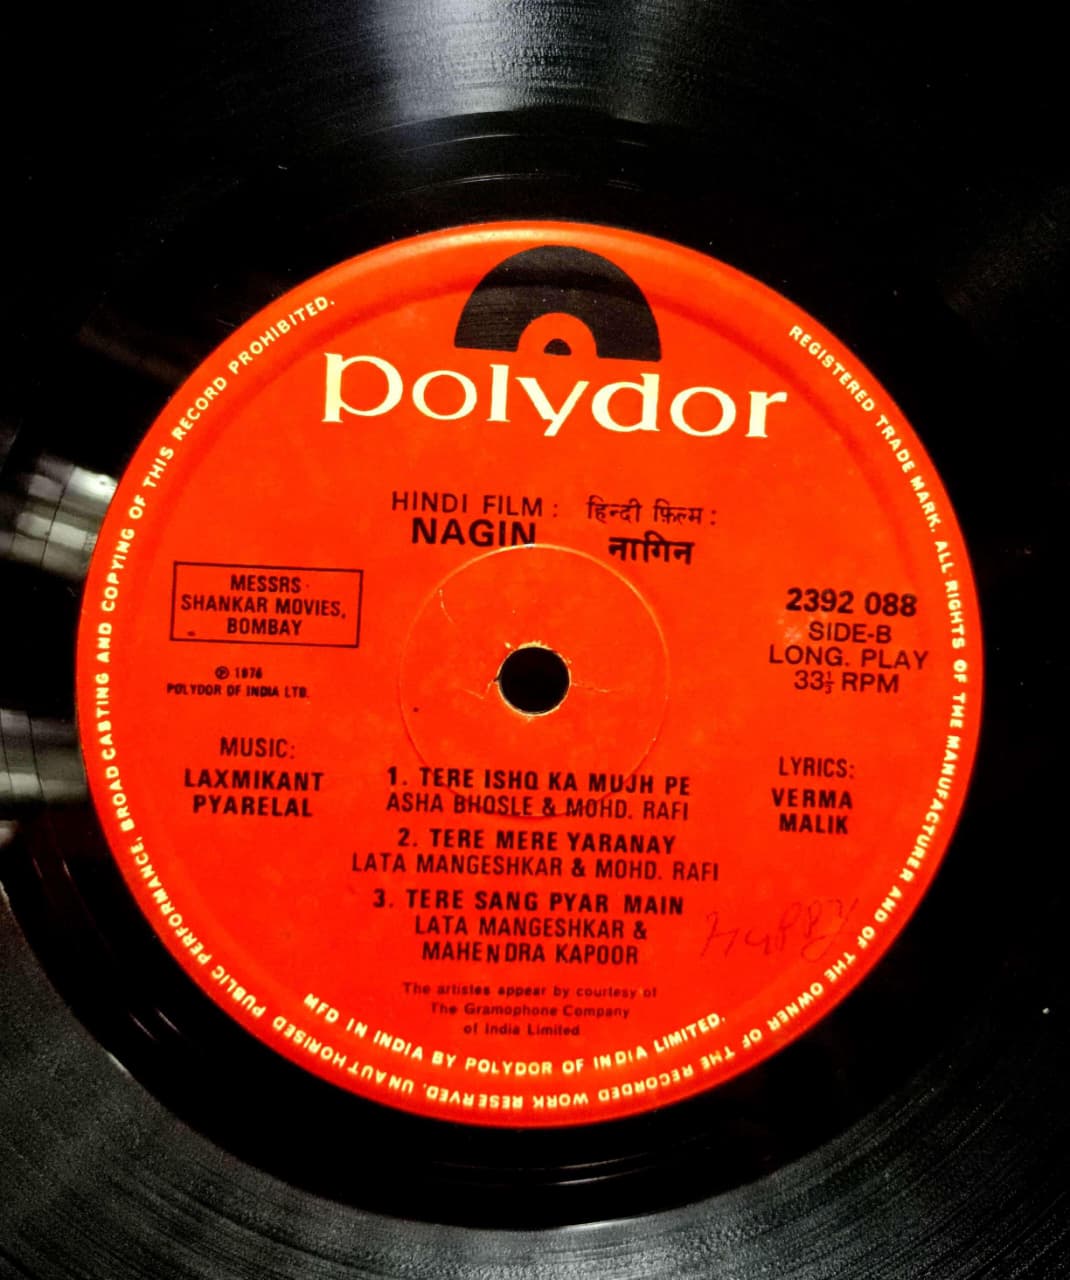 polydor
HINDI FILM : हिन्दी फ़िल्म :
NAGIN नागिन
MESSRS
SHANKAR MOVIES,
BOMBAY
℗ 1976
POLYDOR OF INDIA LTD.
2392 088
SIDE-B
LONG. PLAY
33⅓ RPM
MUSIC:
LAXMIKANT
PYARELAL
LYRICS:
VERMA
MALIK
1. TERE ISHQ KA MUJH PE
ASHA BHOSLE & MOHD. RAFI
2. TERE MERE YARANAY
LATA MANGESHKAR & MOHD. RAFI
3. TERE SANG PYAR MAIN
LATA MANGESHKAR &
MAHENDRA KAPOOR
The artistes appear by courtesy of
The Gramophone Company
of India Limited
MFD IN INDIA BY POLYDOR OF INDIA LIMITED.
REGISTERED TRADE MARK. ALL RIGHTS OF THE MANUFACTURER AND OF THE OWNER OF THE RECORDED WORK RESERVED. UNAUTHORISED PUBLIC PERFORMANCE, BROADCASTING AND COPYING OF THIS RECORD PROHIBITED.